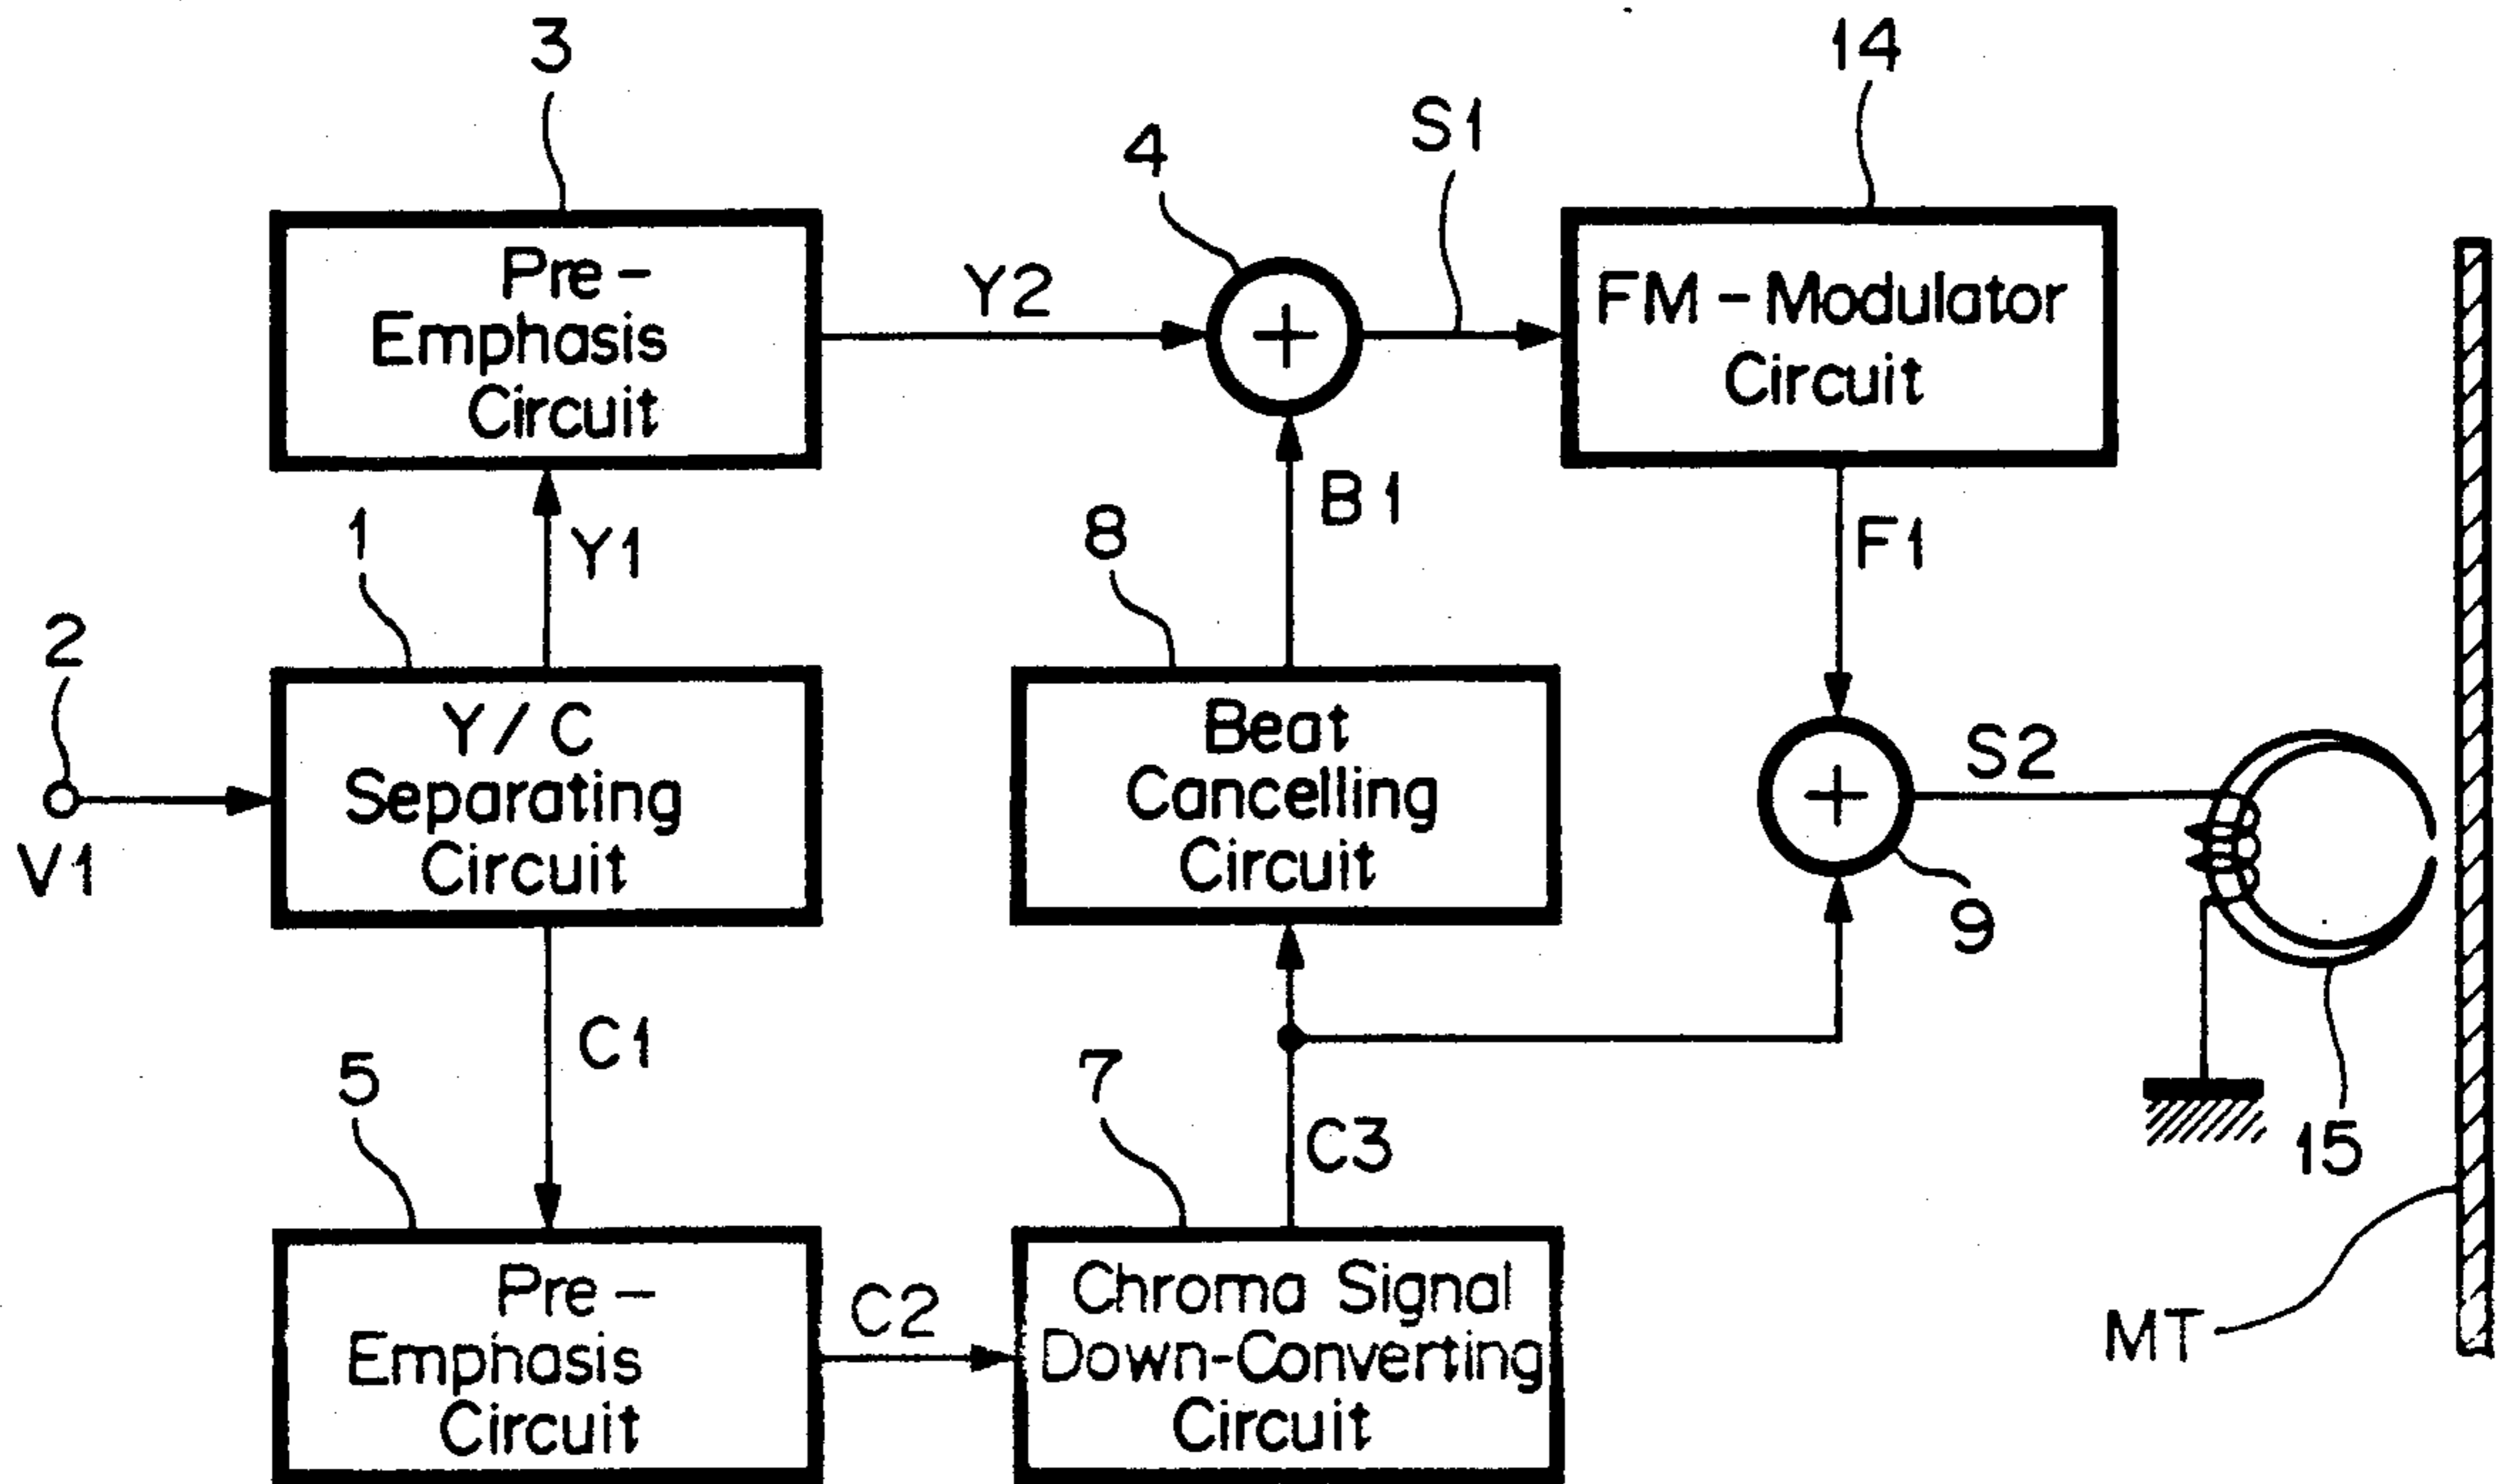 3
14
4
S1
Pre-
Emphasis
Circuit
Y2
FM-Modulator
Circuit
1
Y1
8
B1
F1
2
V1
Y/C
Separating
Circuit
Beat
Cancelling
Circuit
S2
9
5
C1
7
C3
15
Pre-
Emphasis
Circuit
C2
Chroma Signal
Down-Converting
Circuit
MT